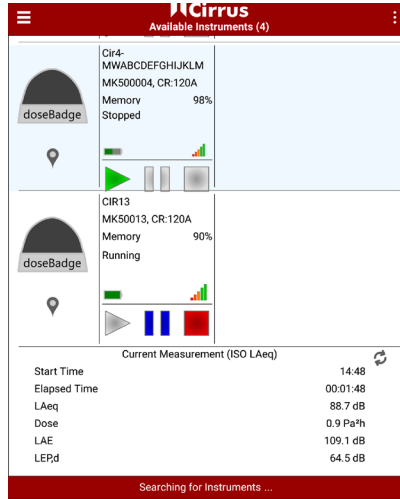 Cirrus
Available Instruments (4)
Cir4-
MWABCDEFGHIJKLM
MK500004, CR:120A
Memory 98%
Stopped
doseBadge
CIR13
MK50013, CR:120A
Memory 90%
Running
doseBadge
Current Measurement (ISO LAeq)
Start Time 14:48
Elapsed Time 00:01:48
LAeq 88.7 dB
Dose 0.9 Pa²h
LAE 109.1 dB
LEP,d 64.5 dB
Searching for Instruments ...